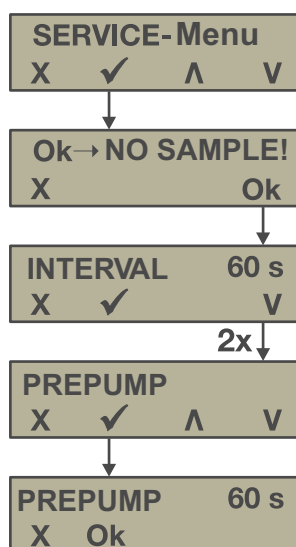 SERVICE-Menu
X ✓ Λ V
Ok→ NO SAMPLE!
X Ok
INTERVAL 60 s
X ✓ V
2x
PREPUMP
X ✓ Λ V
PREPUMP 60 s
X Ok